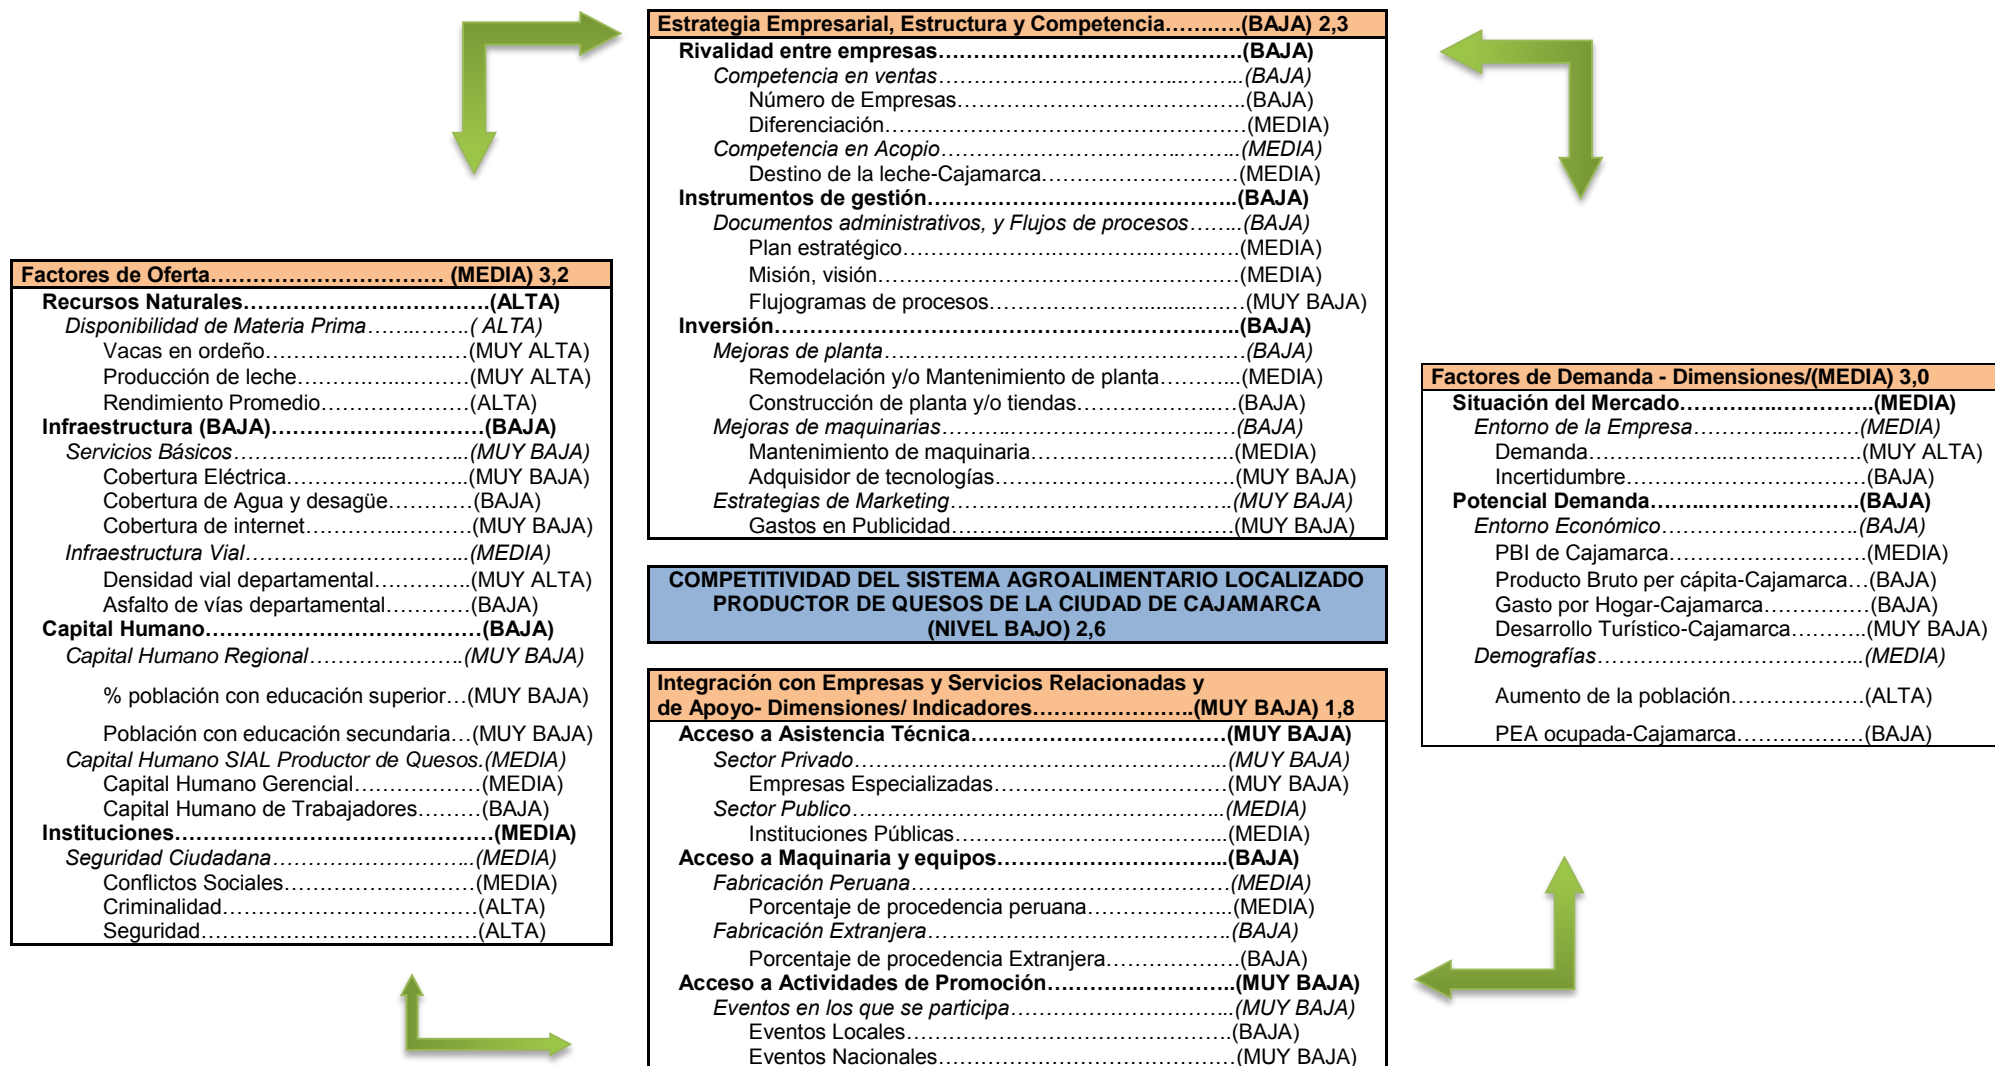 Estrategia Empresarial, Estructura y Competencia……..….(BAJA) 2,3
Rivalidad entre empresas…………………………………….(BAJA)
Competencia en ventas……………………………...……...(BAJA)
Número de Empresas………………………………….(BAJA)
Diferenciación……………………………………………(MEDIA)
Competencia en Acopio……………………………..……..(MEDIA)
Destino de la leche-Cajamarca………………………(MEDIA)
Instrumentos de gestión……………………………………..(BAJA)
Documentos administrativos, y Flujos de procesos……..(BAJA)
Plan estratégico………………………………………..(MEDIA)
Misión, visión…………………………………………..(MEDIA)
Flujogramas de procesos…………………...........…(MUY BAJA)
Inversión…………………………………………………..…..(BAJA)
Mejoras de planta……………………………………………(BAJA)
Remodelación y/o Mantenimiento de planta………...(MEDIA)
Construcción de planta y/o tiendas………………..…(BAJA)
Mejoras de maquinarias……….……………………….….(BAJA)
Mantenimiento de maquinaria………………………..(MEDIA)
Adquisidor de tecnologías…………………………….(MUY BAJA)
Estrategias de Marketing…………………………………..(MUY BAJA)
Gastos en Publicidad………………………………….(MUY BAJA)
Factores de Oferta…………………………… (MEDIA) 3,2
Recursos Naturales…………………..……….(ALTA)
Disponibilidad de Materia Prima……..…….( ALTA)
Vacas en ordeño……………………….…(MUY ALTA)
Producción de leche…………...………(MUY ALTA)
Rendimiento Promedio…………………(ALTA)
Infraestructura (BAJA)…………………………(BAJA)
Servicios Básicos…………………..………...(MUY BAJA)
Cobertura Eléctrica……………………..(MUY BAJA)
Cobertura de Agua y desagüe…………(BAJA)
Cobertura de internet…………..………(MUY BAJA)
Infraestructura Vial…………………………..(MEDIA)
Densidad vial departamental………….(MUY ALTA)
Asfalto de vías departamental…………(BAJA)
Capital Humano……….………………………(BAJA)
Capital Humano Regional………………….(MUY BAJA)
% población con educación superior…(MUY BAJA)
Población con educación secundaria…(MUY BAJA)
Capital Humano SIAL Productor de Quesos.(MEDIA)
Capital Humano Gerencial………………(MEDIA)
Capital Humano de Trabajadores………(BAJA)
Instituciones………………………………………(MEDIA)
Seguridad Ciudadana………………………..(MEDIA)
Conflictos Sociales………………………(MEDIA)
Criminalidad………………………………(ALTA)
Seguridad…………………………………(ALTA)
COMPETITIVIDAD DEL SISTEMA AGROALIMENTARIO LOCALIZADO
PRODUCTOR DE QUESOS DE LA CIUDAD DE CAJAMARCA
(NIVEL BAJO) 2,6
Integración con Empresas y Servicios Relacionadas y
de Apoyo- Dimensiones/ Indicadores…………………..(MUY BAJA) 1,8
Acceso a Asistencia Técnica………………………………(MUY BAJA)
Sector Privado…………………………………………..(MUY BAJA)
Empresas Especializadas……………………………(MUY BAJA)
Sector Publico…………………………………………..(MEDIA)
Instituciones Públicas………………………………..(MEDIA)
Acceso a Maquinaria y equipos…………………………..(BAJA)
Fabricación Peruana………………………………………(MEDIA)
Porcentaje de procedencia peruana………………...(MEDIA)
Fabricación Extranjera…………………………………….(BAJA)
Porcentaje de procedencia Extranjera……………….(BAJA)
Acceso a Actividades de Promoción……………………..(MUY BAJA)
Eventos en los que se participa…………………………..(MUY BAJA)
Eventos Locales……………………………………….(BAJA)
Eventos Nacionales……………………………………(MUY BAJA)
Factores de Demanda - Dimensiones/(MEDIA) 3,0
Situación del Mercado…………...…………..(MEDIA)
Entorno de la Empresa…………...………(MEDIA)
Demanda…………………………………(MUY ALTA)
Incertidumbre……………………………(BAJA)
Potencial Demanda……..………………….(BAJA)
Entorno Económico……………………….(BAJA)
PBI de Cajamarca……………………….(MEDIA)
Producto Bruto per cápita-Cajamarca…(BAJA)
Gasto por Hogar-Cajamarca……………(BAJA)
Desarrollo Turístico-Cajamarca………..(MUY BAJA)
Demografías………………………………..(MEDIA)
Aumento de la población……………….(ALTA)
PEA ocupada-Cajamarca………………(BAJA)